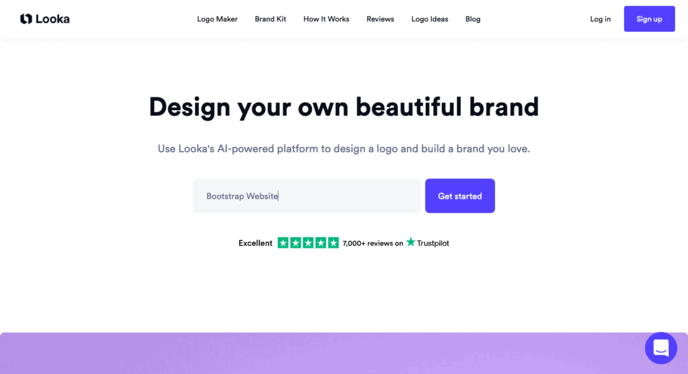 Looka
Logo Maker
Brand Kit
How It Works
Reviews
Logo Ideas
Blog
Log in
Sign up
Design your own beautiful brand
Use Looka's AI-powered platform to design a logo and build a brand you love.
Bootstrap Website
Get started
Excellent
7,000+ reviews on
Trustpilot